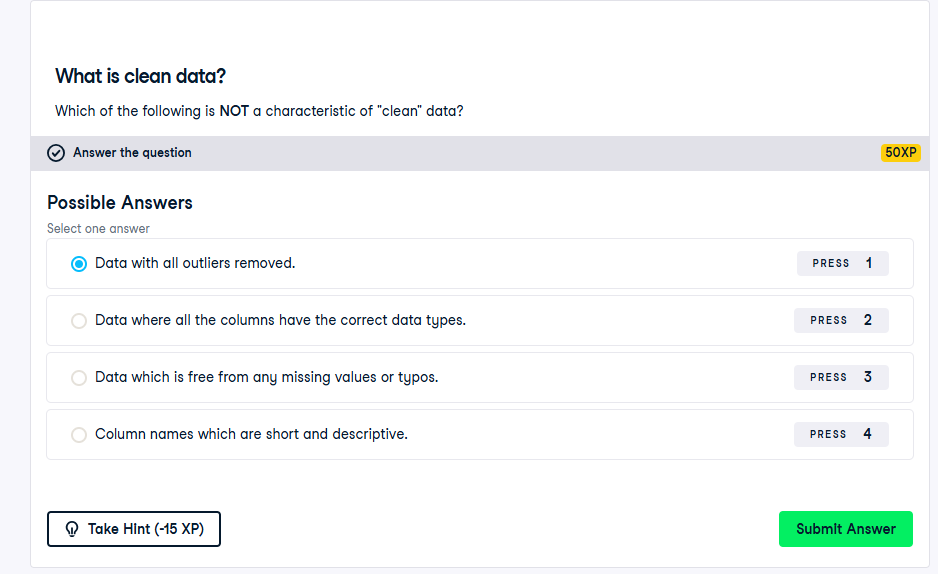 What is clean data?
Which of the following is NOT a characteristic of "clean" data?
Answer the question
50XP
Possible Answers
Select one answer
Data with all outliers removed.
PRESS 1
Data where all the columns have the correct data types.
PRESS 2
Data which is free from any missing values or typos.
PRESS 3
Column names which are short and descriptive.
PRESS 4
Take Hint (-15 XP)
Submit Answer